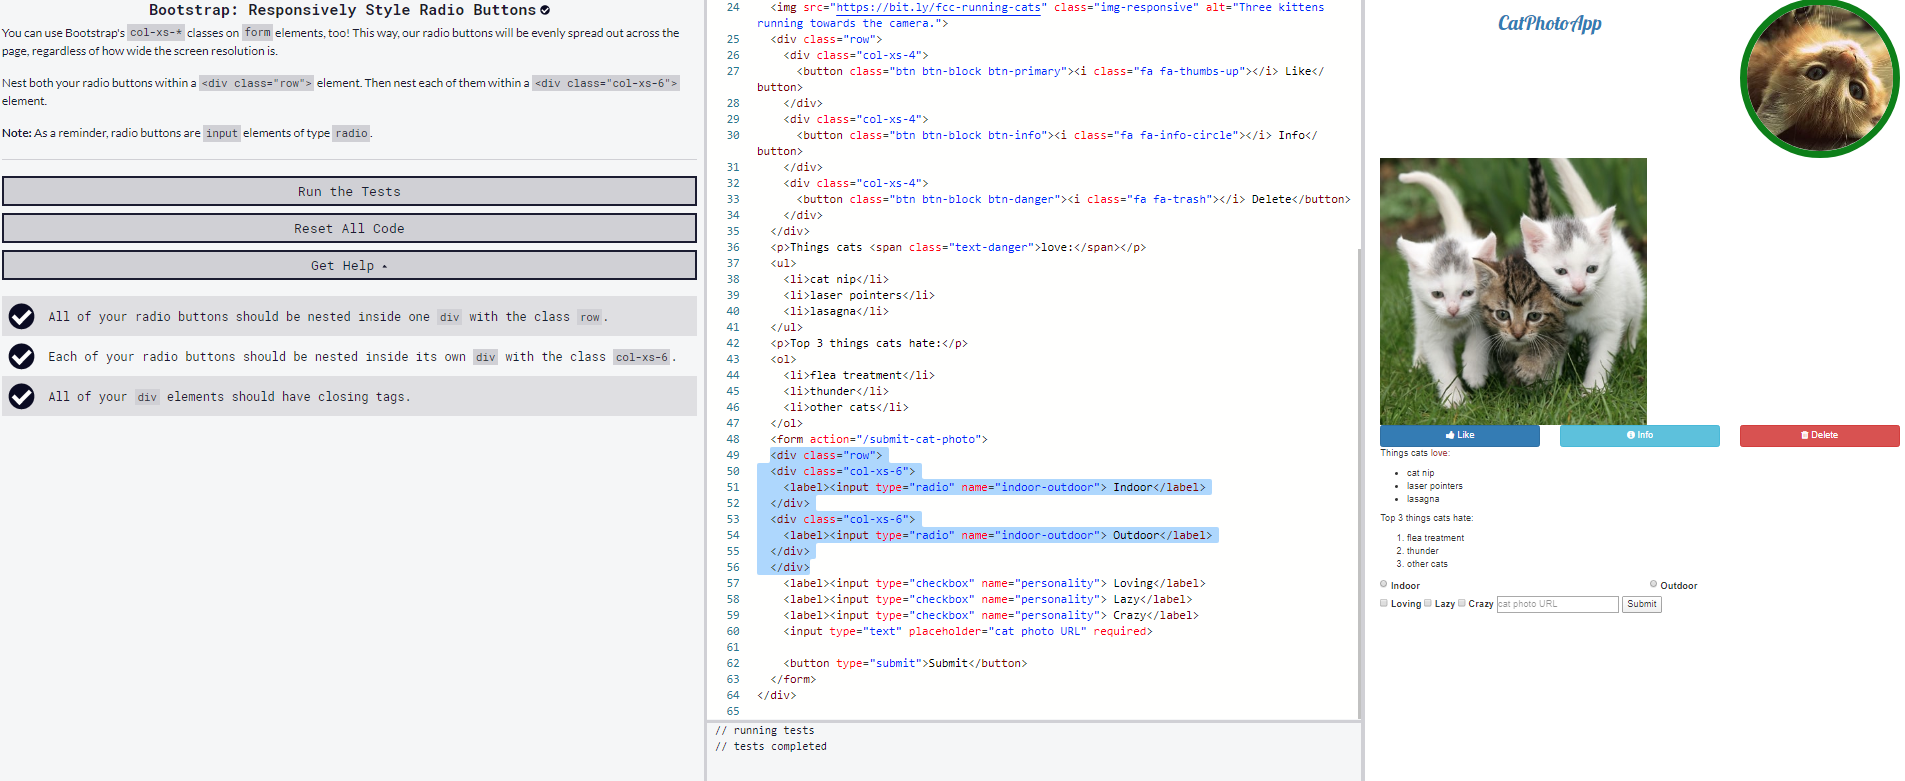 Bootstrap: Responsively Style Radio Buttons
You can use Bootstrap's col-xs-* classes on form elements, too! This way, our radio buttons will be evenly spread out across the
page, regardless of how wide the screen resolution is.
Nest both your radio buttons within a <div class="row"> element. Then nest each of them within a <div class="col-xs-6">
element.
Note: As a reminder, radio buttons are input elements of type radio.
Run the Tests
Reset All Code
Get Help
All of your radio buttons should be nested inside one div with the class row.
Each of your radio buttons should be nested inside its own div with the class col-xs-6.
All of your div elements should have closing tags.
24 <img src="https://bit.ly/fcc-running-cats" class="img-responsive" alt="Three kittens
running towards the camera.">
25 <div class="row">
26 <div class="col-xs-4">
27 <button class="btn btn-block btn-primary"><i class="fa fa-thumbs-up"></i> Like</
button>
28 </div>
29 <div class="col-xs-4">
30 <button class="btn btn-block btn-info"><i class="fa fa-info-circle"></i> Info</
button>
31 </div>
32 <div class="col-xs-4">
33 <button class="btn btn-block btn-danger"><i class="fa fa-trash"></i> Delete</button>
34 </div>
35 </div>
36 <p>Things cats <span class="text-danger">love:</span></p>
37 <ul>
38 <li>cat nip</li>
39 <li>laser pointers</li>
40 <li>lasagna</li>
41 </ul>
42 <p>Top 3 things cats hate:</p>
43 <ol>
44 <li>flea treatment</li>
45 <li>thunder</li>
46 <li>other cats</li>
47 </ol>
48 <form action="/submit-cat-photo">
49 <div class="row">
50 <div class="col-xs-6">
51 <label><input type="radio" name="indoor-outdoor"> Indoor</label>
52 </div>
53 <div class="col-xs-6">
54 <label><input type="radio" name="indoor-outdoor"> Outdoor</label>
55 </div>
56 </div>
57 <label><input type="checkbox" name="personality"> Loving</label>
58 <label><input type="checkbox" name="personality"> Lazy</label>
59 <label><input type="checkbox" name="personality"> Crazy</label>
60 <input type="text" placeholder="cat photo URL" required>
61
62 <button type="submit">Submit</button>
63 </form>
64 </div>
65
// running tests
// tests completed
CatPhotoApp
Like Info Delete
Things cats love:
cat nip
laser pointers
lasagna
Top 3 things cats hate:
1. flea treatment
2. thunder
3. other cats
Indoor Outdoor
Loving Lazy Crazy cat photo URL Submit